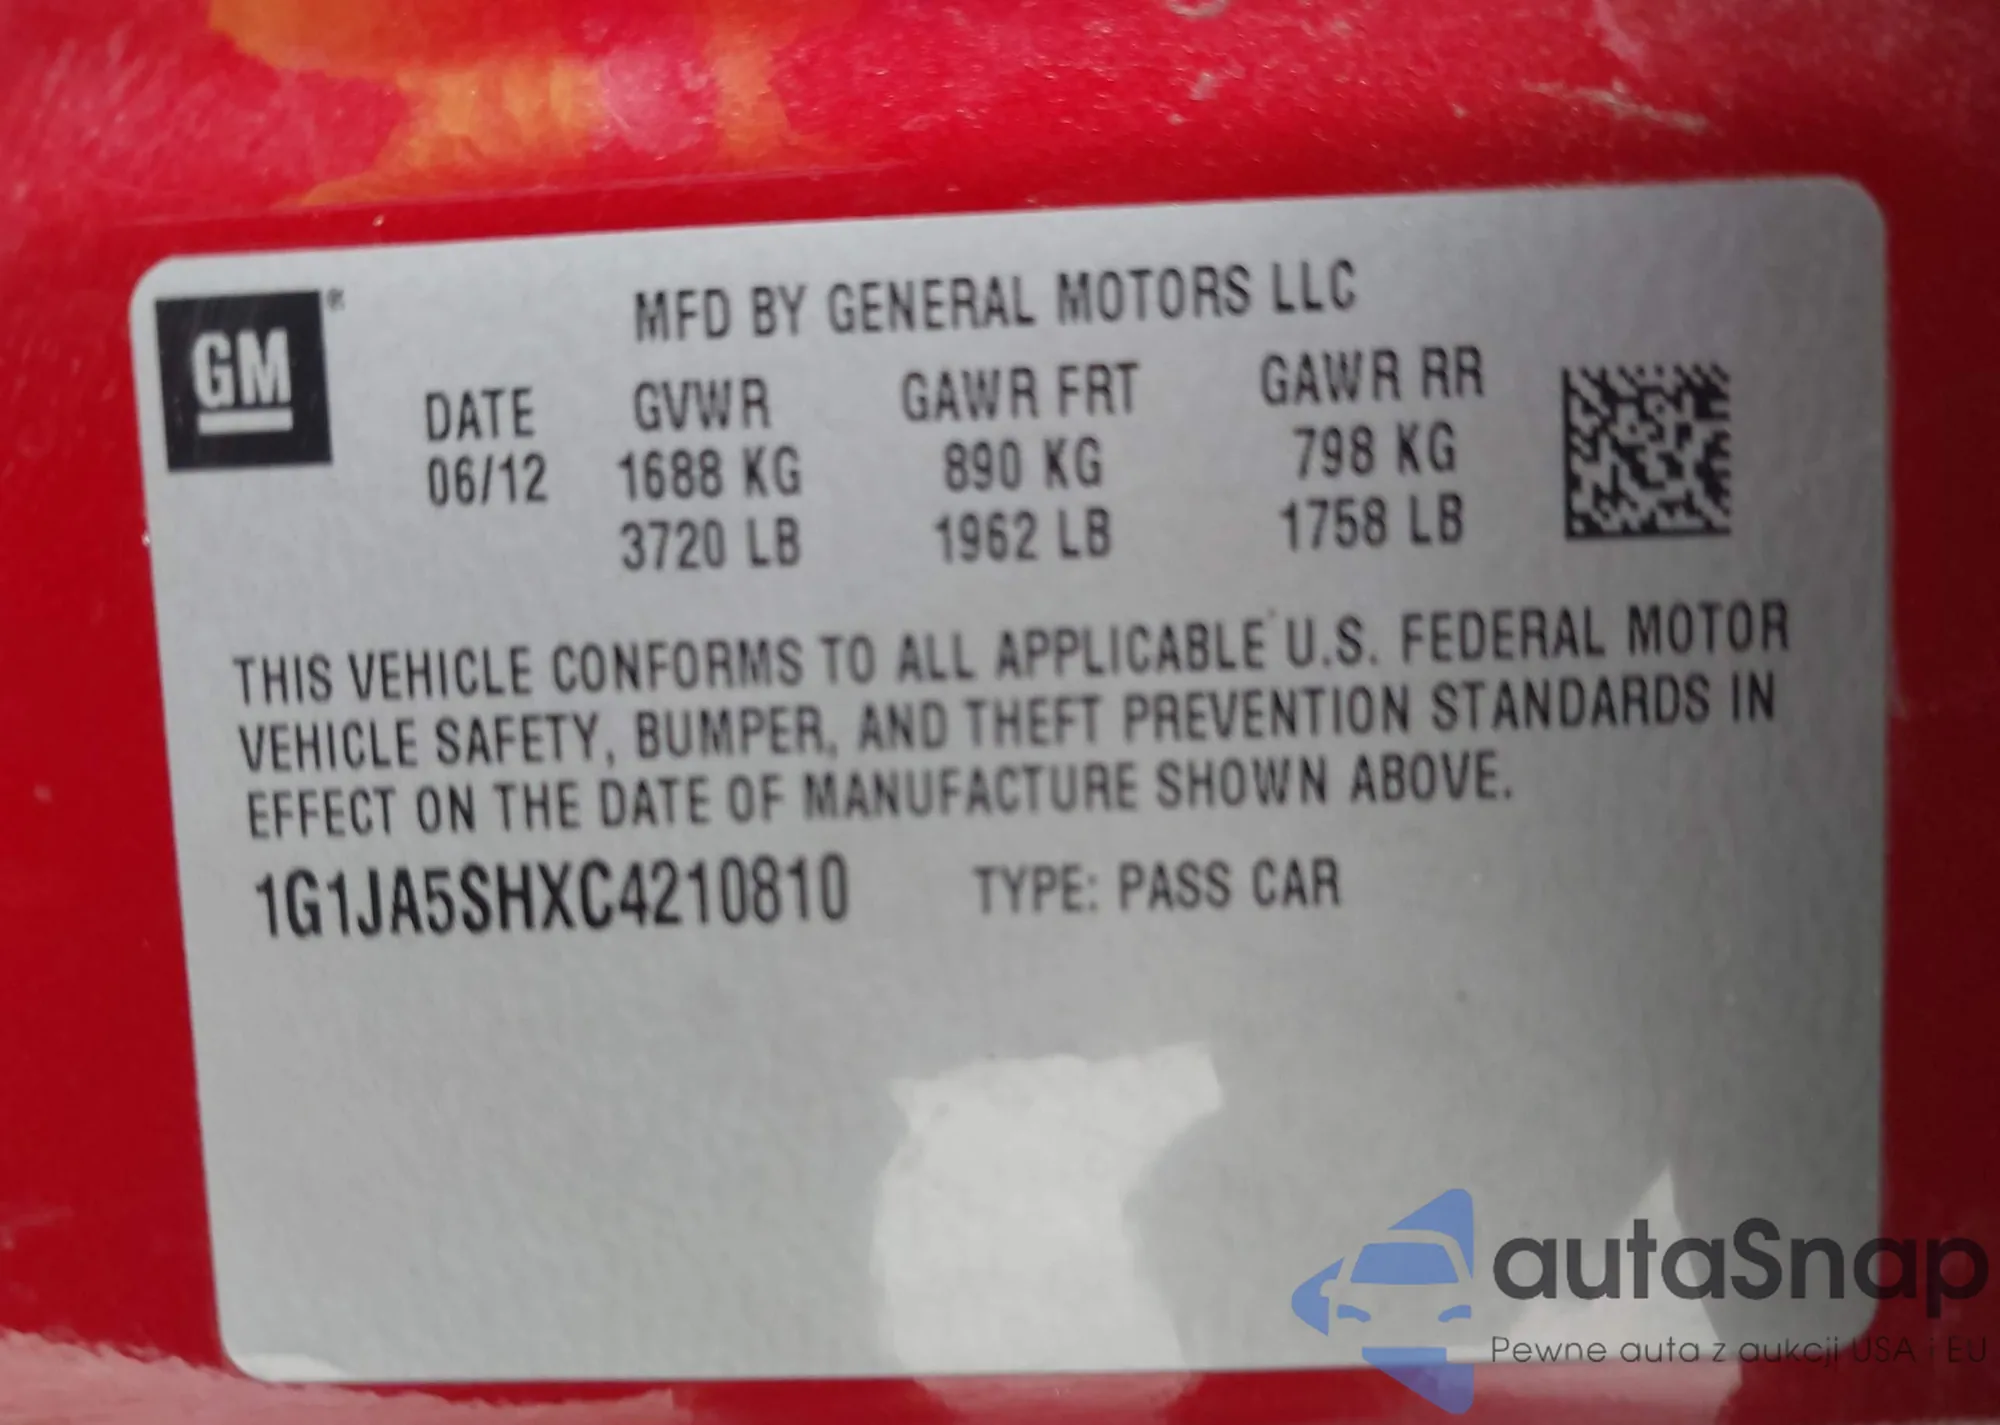 GM
MFD BY GENERAL MOTORS LLC
DATE GVWR GAWR FRT GAWR RR
06/12 1688 KG 890 KG 798 KG
3720 LB 1962 LB 1758 LB
THIS VEHICLE CONFORMS TO ALL APPLICABLE U.S. FEDERAL MOTOR
VEHICLE SAFETY, BUMPER, AND THEFT PREVENTION STANDARDS IN
EFFECT ON THE DATE OF MANUFACTURE SHOWN ABOVE.
1G1JA5SHXC4210810 TYPE: PASS CAR
autaSnap
Pewne auta z aukcji USA i EU